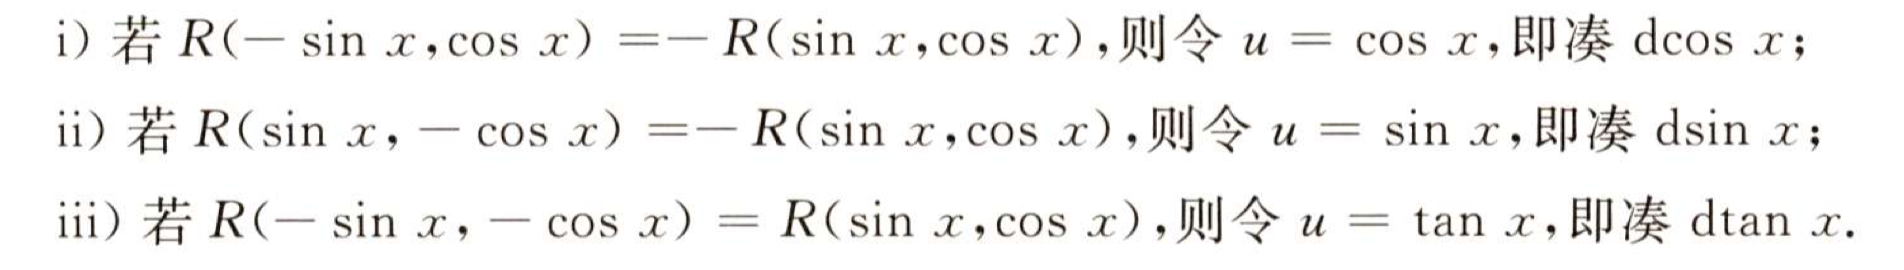 i) 若 R(− sin x,cos x) =− R(sin x,cos x),则令 u = cos x,即凑 dcos x;
ii) 若 R(sin x, − cos x) =− R(sin x,cos x),则令 u = sin x,即凑 dsin x;
iii) 若 R(− sin x, − cos x) = R(sin x,cos x),则令 u = tan x,即凑 dtan x.